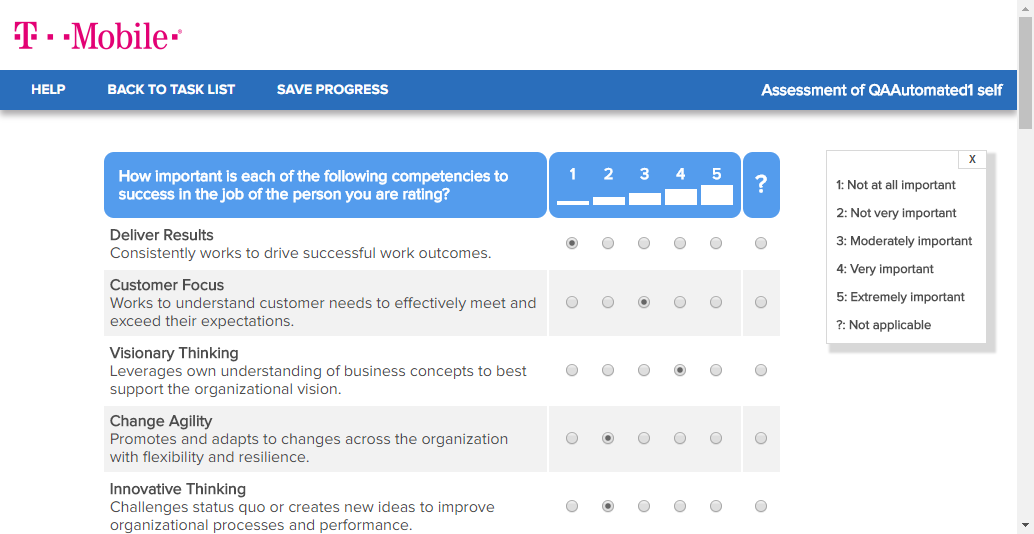 T··Mobile·®
HELP BACK TO TASK LIST SAVE PROGRESS Assessment of QAAutomated1 self
How important is each of the following competencies to
success in the job of the person you are rating?
1 2 3 4 5 ?
Deliver Results
Consistently works to drive successful work outcomes.
Customer Focus
Works to understand customer needs to effectively meet and
exceed their expectations.
Visionary Thinking
Leverages own understanding of business concepts to best
support the organizational vision.
Change Agility
Promotes and adapts to changes across the organization
with flexibility and resilience.
Innovative Thinking
Challenges status quo or creates new ideas to improve
organizational processes and performance.
X
1: Not at all important
2: Not very important
3: Moderately important
4: Very important
5: Extremely important
?: Not applicable